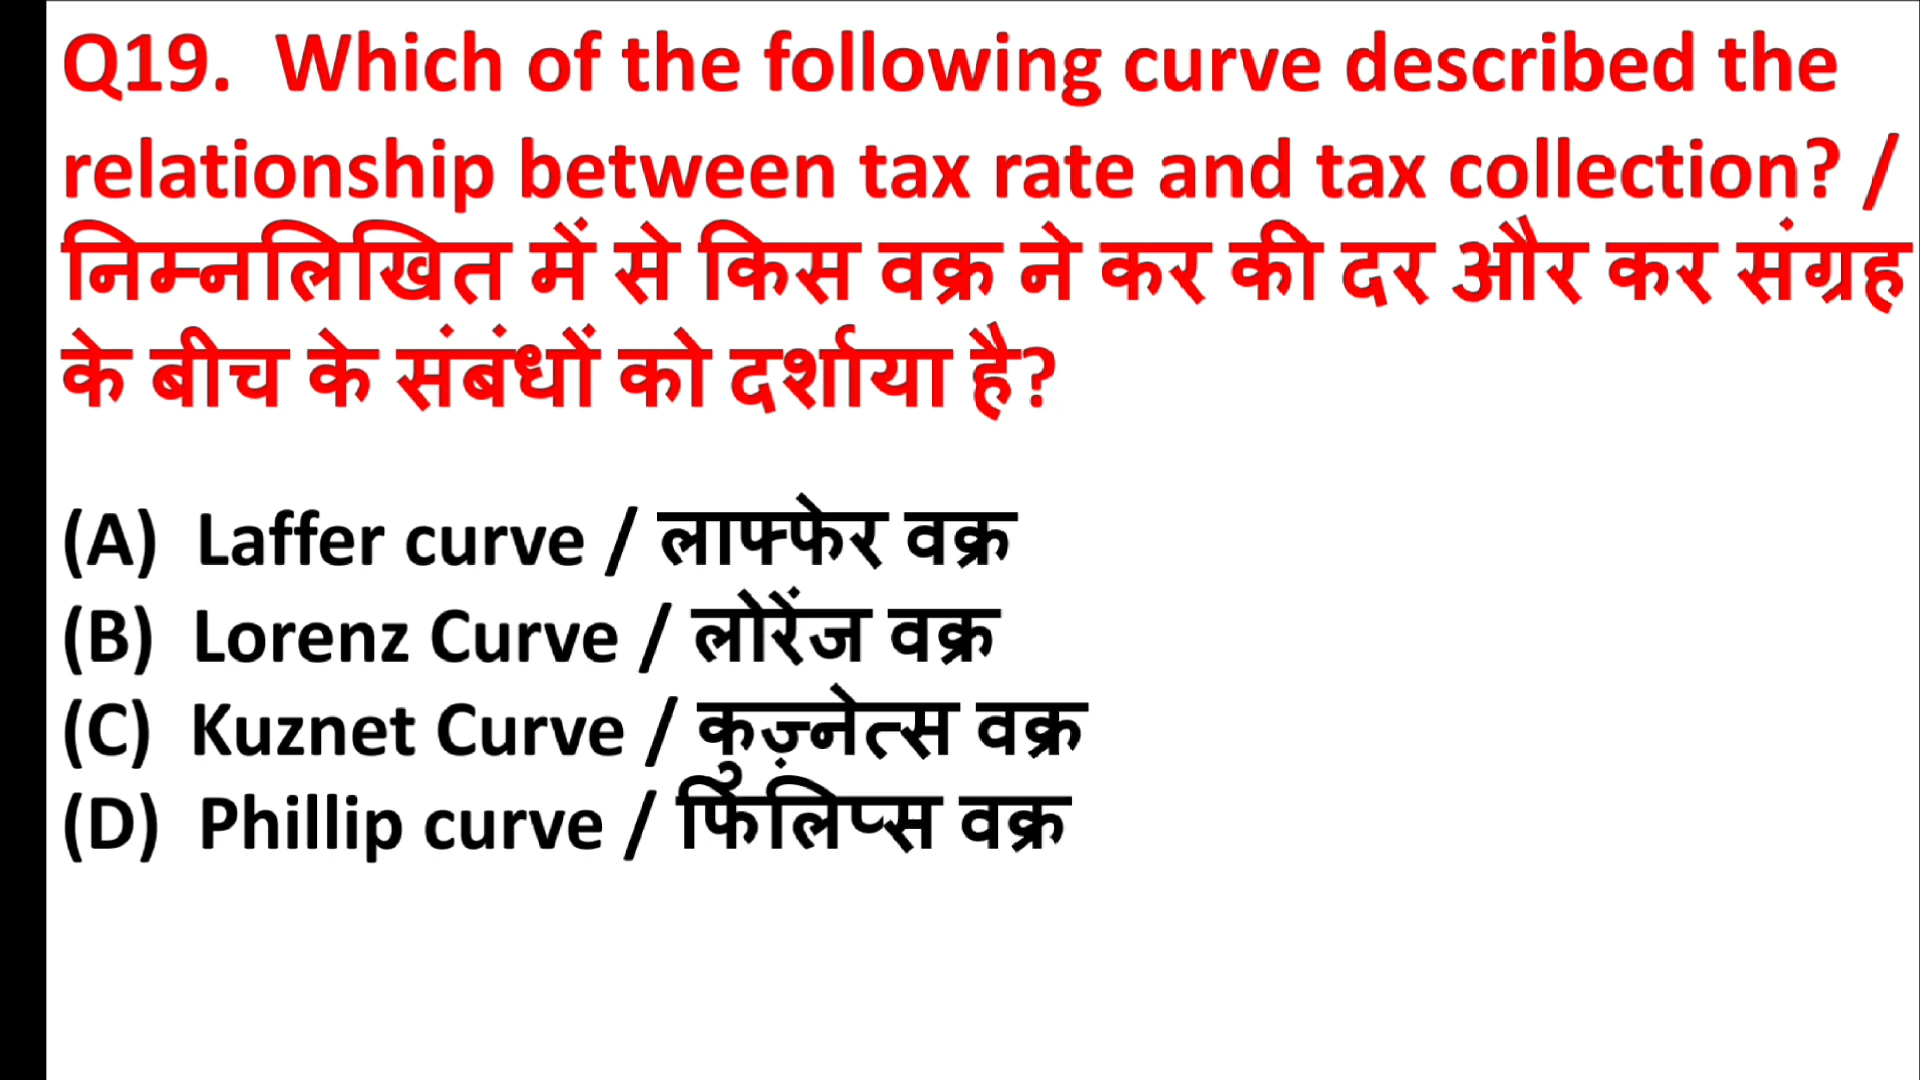 Q19. Which of the following curve described the
relationship between tax rate and tax collection? /
निम्नलिखित में से किस वक्र ने कर की दर और कर संग्रह
के बीच के संबंधों को दर्शाया है?
(A) Laffer curve / लाफ्फेर वक्र
(B) Lorenz Curve / लोरेंज वक्र
(C) Kuznet Curve / कुज़्नेत्स वक्र
(D) Phillip curve / फिलिप्स वक्र